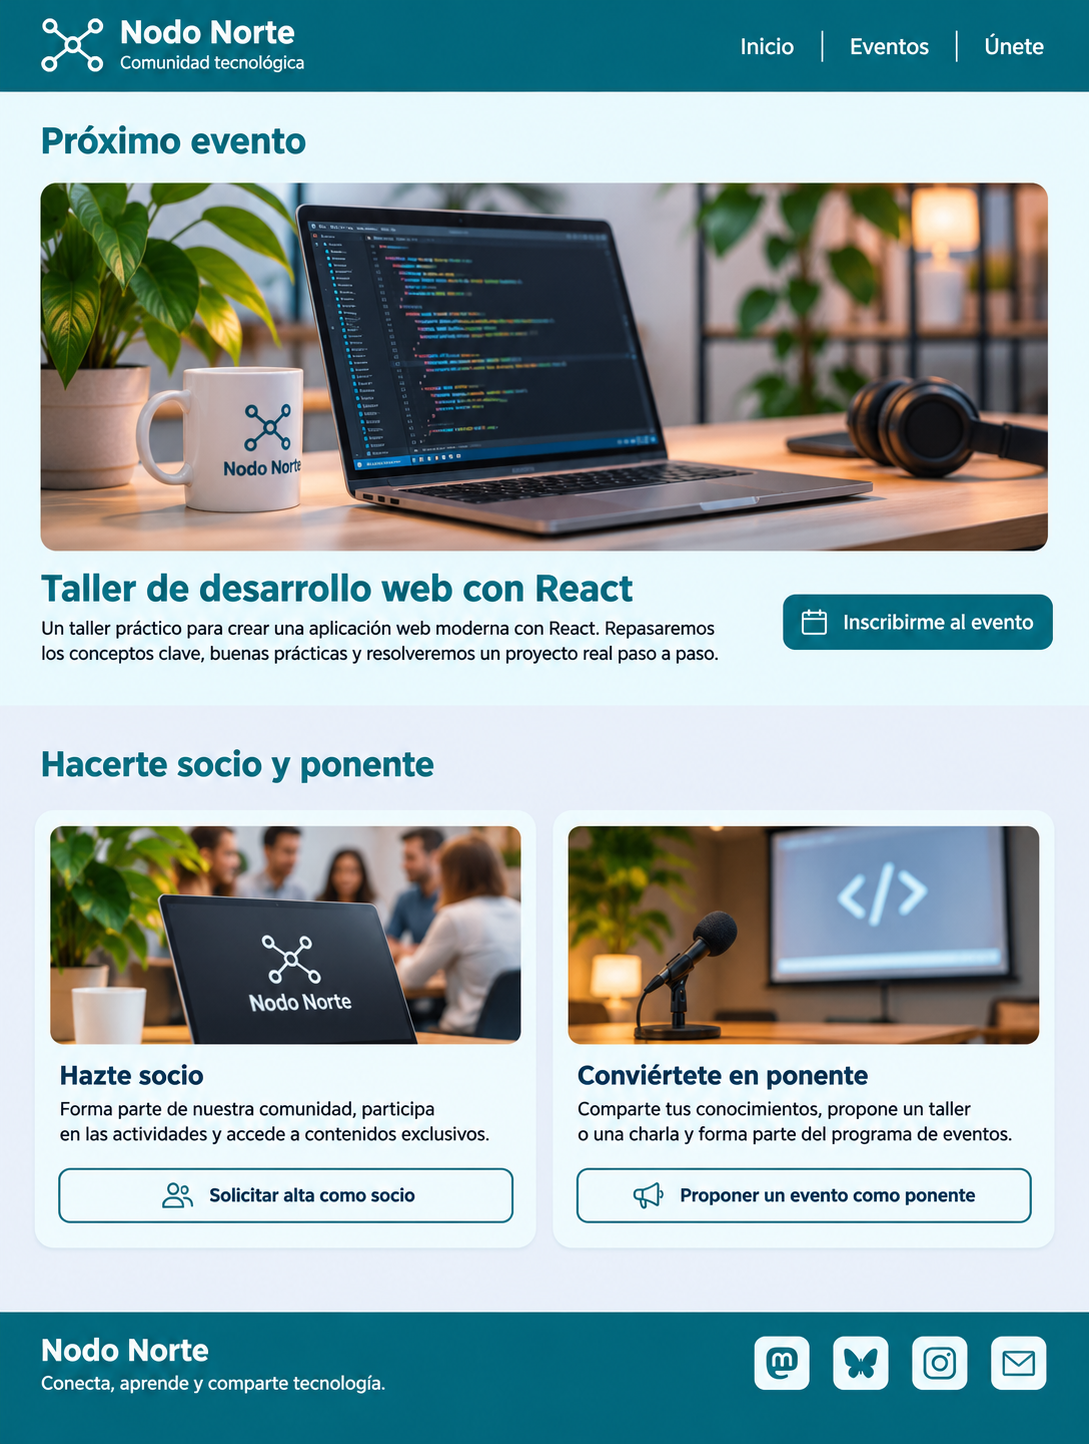 Nodo Norte
Comunidad tecnológica
Inicio
Eventos
Únete
Próximo evento
Nodo Norte
Taller de desarrollo web con React
Un taller práctico para crear una aplicación web moderna con React. Repasaremos
los conceptos clave, buenas prácticas y resolveremos un proyecto real paso a paso.
Inscribirme al evento
Hacerte socio y ponente
Nodo Norte
</>
Hazte socio
Forma parte de nuestra comunidad, participa
en las actividades y accede a contenidos exclusivos.
Solicitar alta como socio
Conviértete en ponente
Comparte tus conocimientos, propone un taller
o una charla y forma parte del programa de eventos.
Proponer un evento como ponente
Nodo Norte
Conecta, aprende y comparte tecnología.